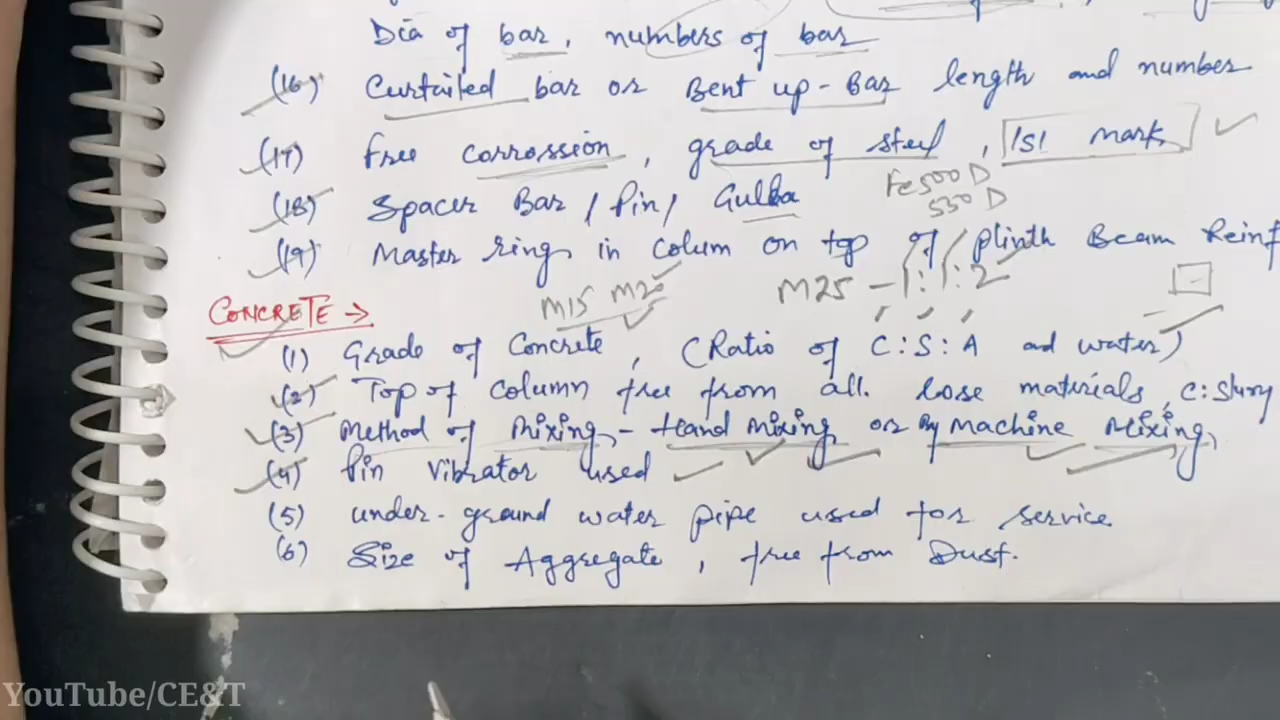 Dia of bar, numbers of bar
(16) Curtailed bar or Bent up-Bar length and number
(17) free corrossion, grade of steel, ISI mark
Fe500 D
(18) Spacer Bar / Pin / Gulba
550 D
(19) Master ring in colum on top of plinth Beam Reinf
M15 M20 M25 - 1:1:2
CONCRETE →
(1) Grade of Concrete, (Ratio of C:S:A and water)
(2) Top of column free from all lose materials, C:Slury
(3) Method of Mixing - Hand Mixing or By machine Mixing
(4) Pin vibrator used
(5) under-ground water pipe used for service
(6) Size of Aggregate, free from Dust.
YouTube/CE&T